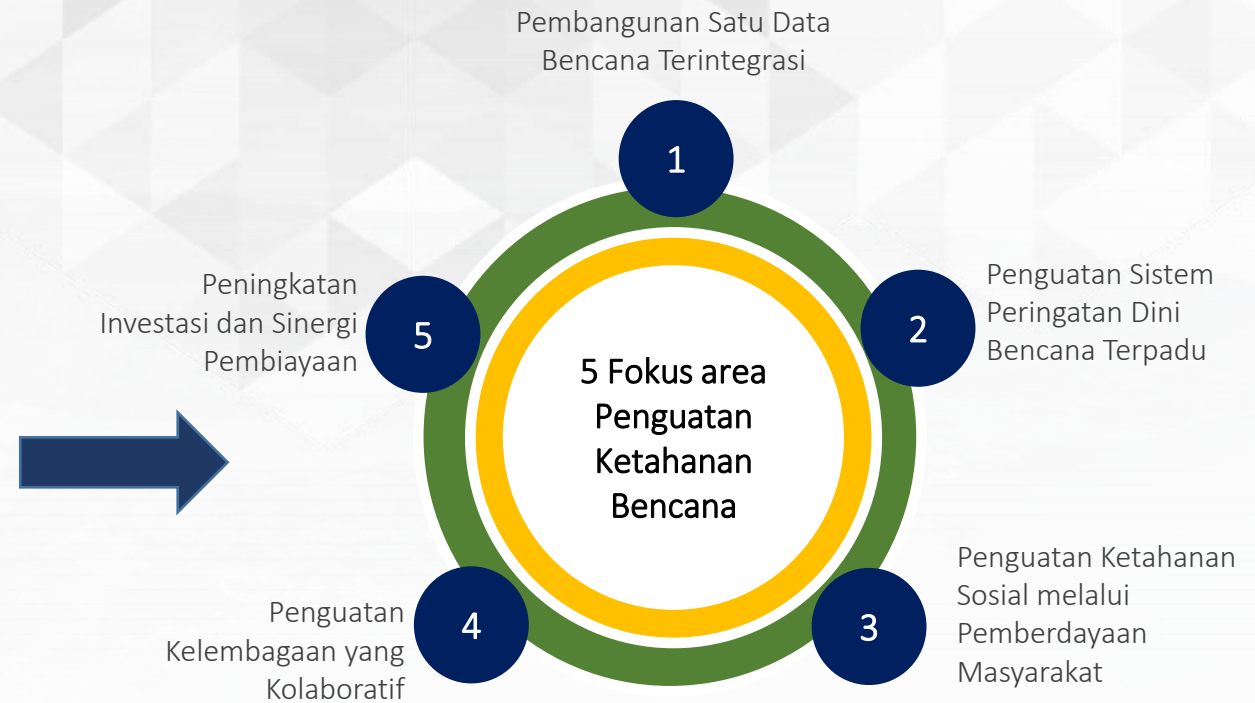 Pembangunan Satu Data
Bencana Terintegrasi
1
Penguatan Sistem
Peringatan Dini
Bencana Terpadu
2
Penguatan Ketahanan
Sosial melalui
Pemberdayaan
Masyarakat
3
Penguatan
Kelembagaan yang
Kolaboratif
4
Peningkatan
Investasi dan Sinergi
Pembiayaan
5
5 Fokus area
Penguatan
Ketahanan
Bencana